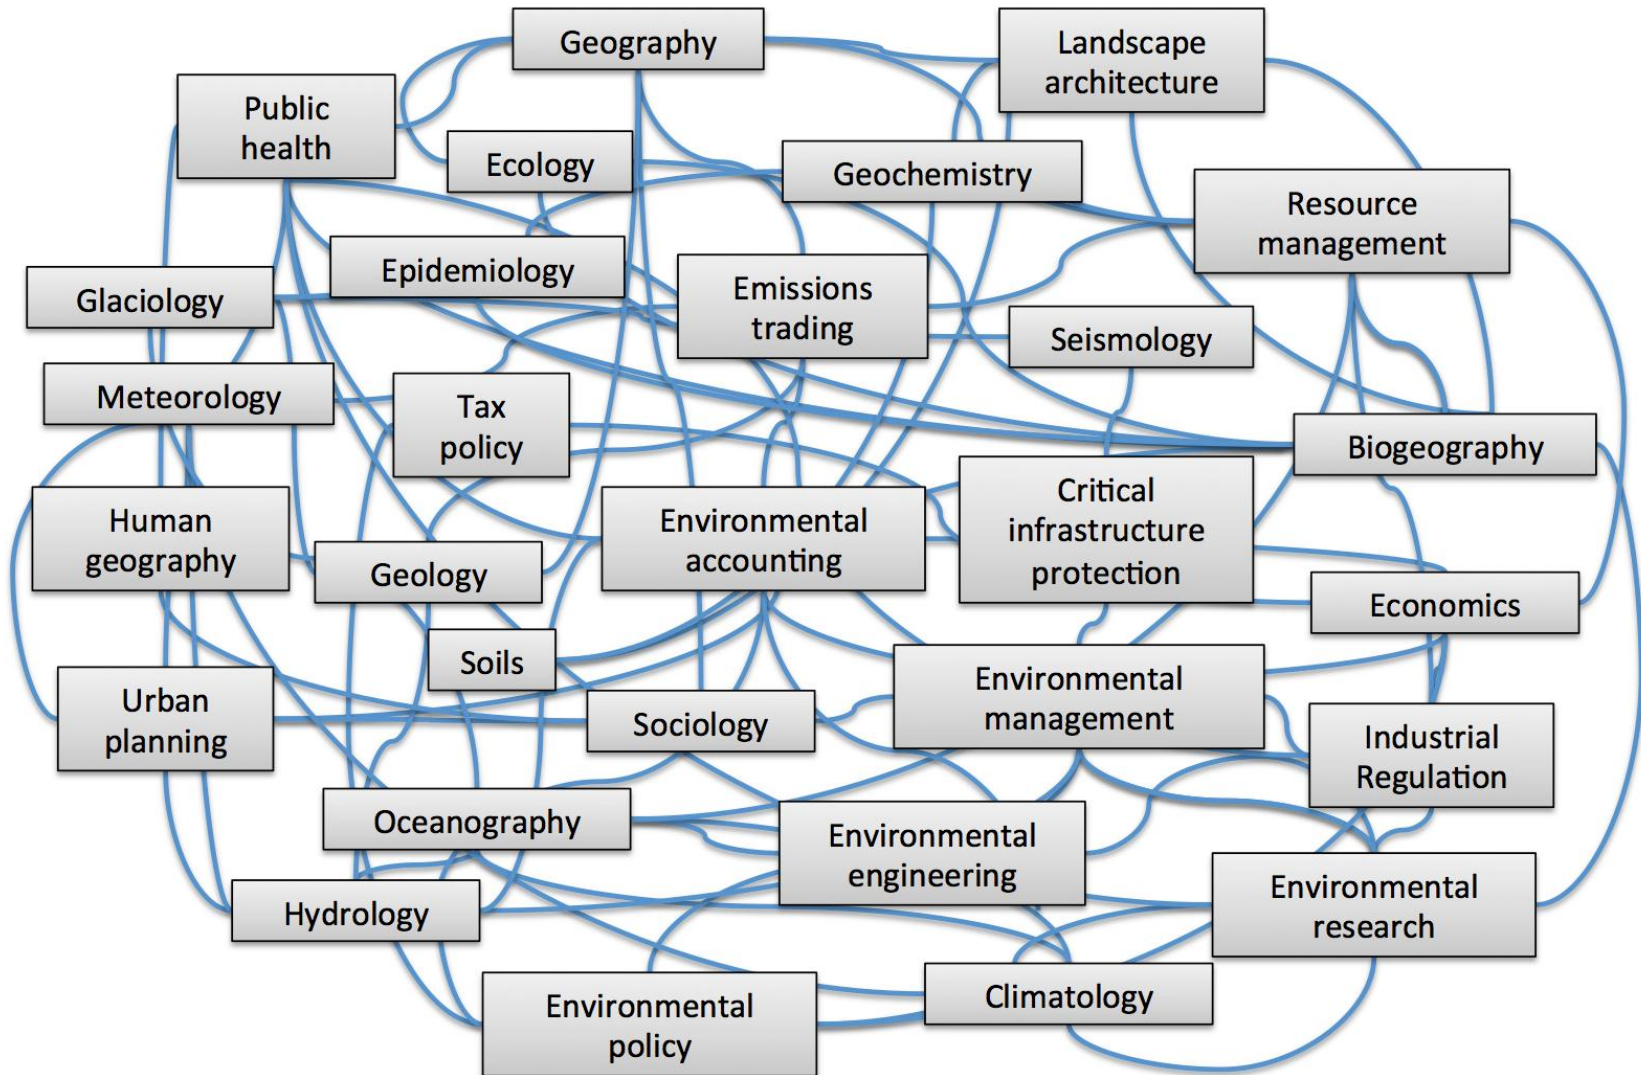 Geography
Landscape
architecture
Public
health
Ecology
Geochemistry
Resource
management
Epidemiology
Glaciology
Emissions
trading
Seismology
Meteorology
Tax
policy
Biogeography
Human
geography
Geology
Environmental
accounting
Critical
infrastructure
protection
Economics
Soils
Urban
planning
Sociology
Environmental
management
Industrial
Regulation
Oceanography
Environmental
engineering
Hydrology
Environmental
research
Environmental
policy
Climatology